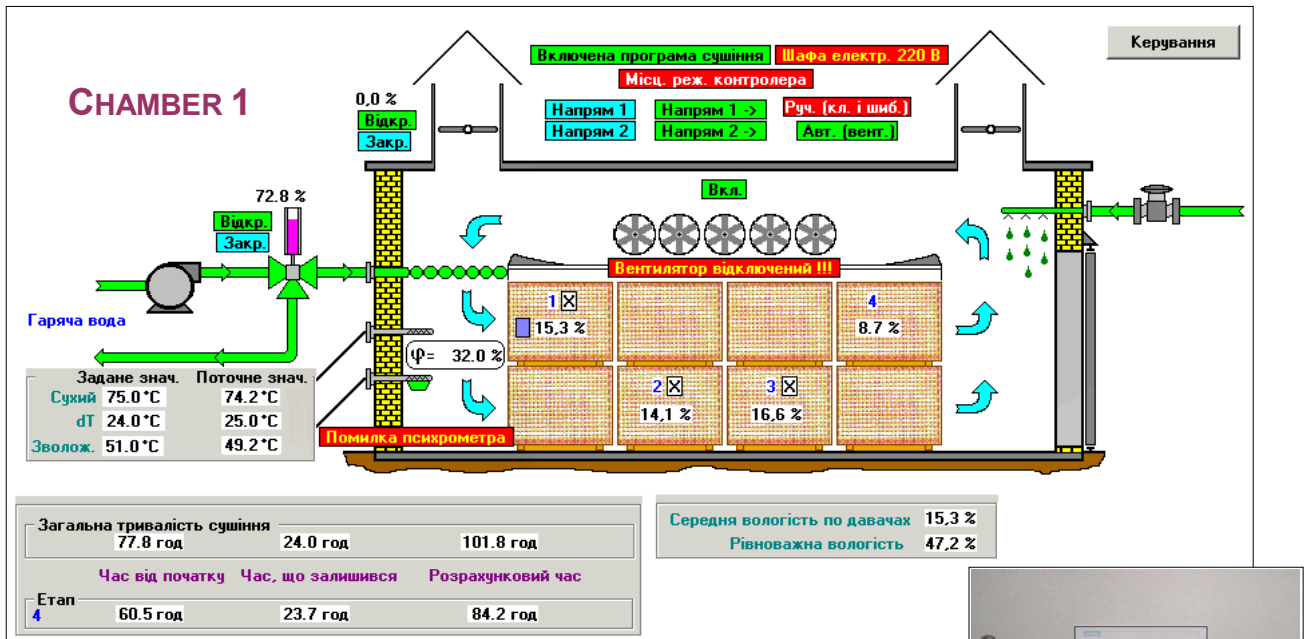 CHAMBER 1
Включена програма сушіння Шафа електр. 220 В
Місц. реж. контролера
Керування
0,0 %
Відкр.
Закр.
Напрям 1 Напрям 1 -> Руч. (кл. і шиб.)
Напрям 2 Напрям 2 -> Авт. (вент.)
Вкл.
72.8 %
Відкр.
Закр.
Вентилятор відключений !!!
Гаряча вода
1 X 4
15,3 % 8.7 %
φ= 32.0 %
2 X 3 X
14,1 % 16,6 %
Задане знач. Поточне знач.
Сухий 75.0 °C 74.2 °C
dT 24.0 °C 25.0 °C
Зволож. 51.0 °C 49.2 °C
Помилка психрометра
Загальна тривалість сушіння
77.8 год 24.0 год 101.8 год
Час від початку Час, що залишився Розрахунковий час
Етап
4 60.5 год 23.7 год 84.2 год
Середня вологість по давачах 15,3 %
Рівноважна вологість 47,2 %